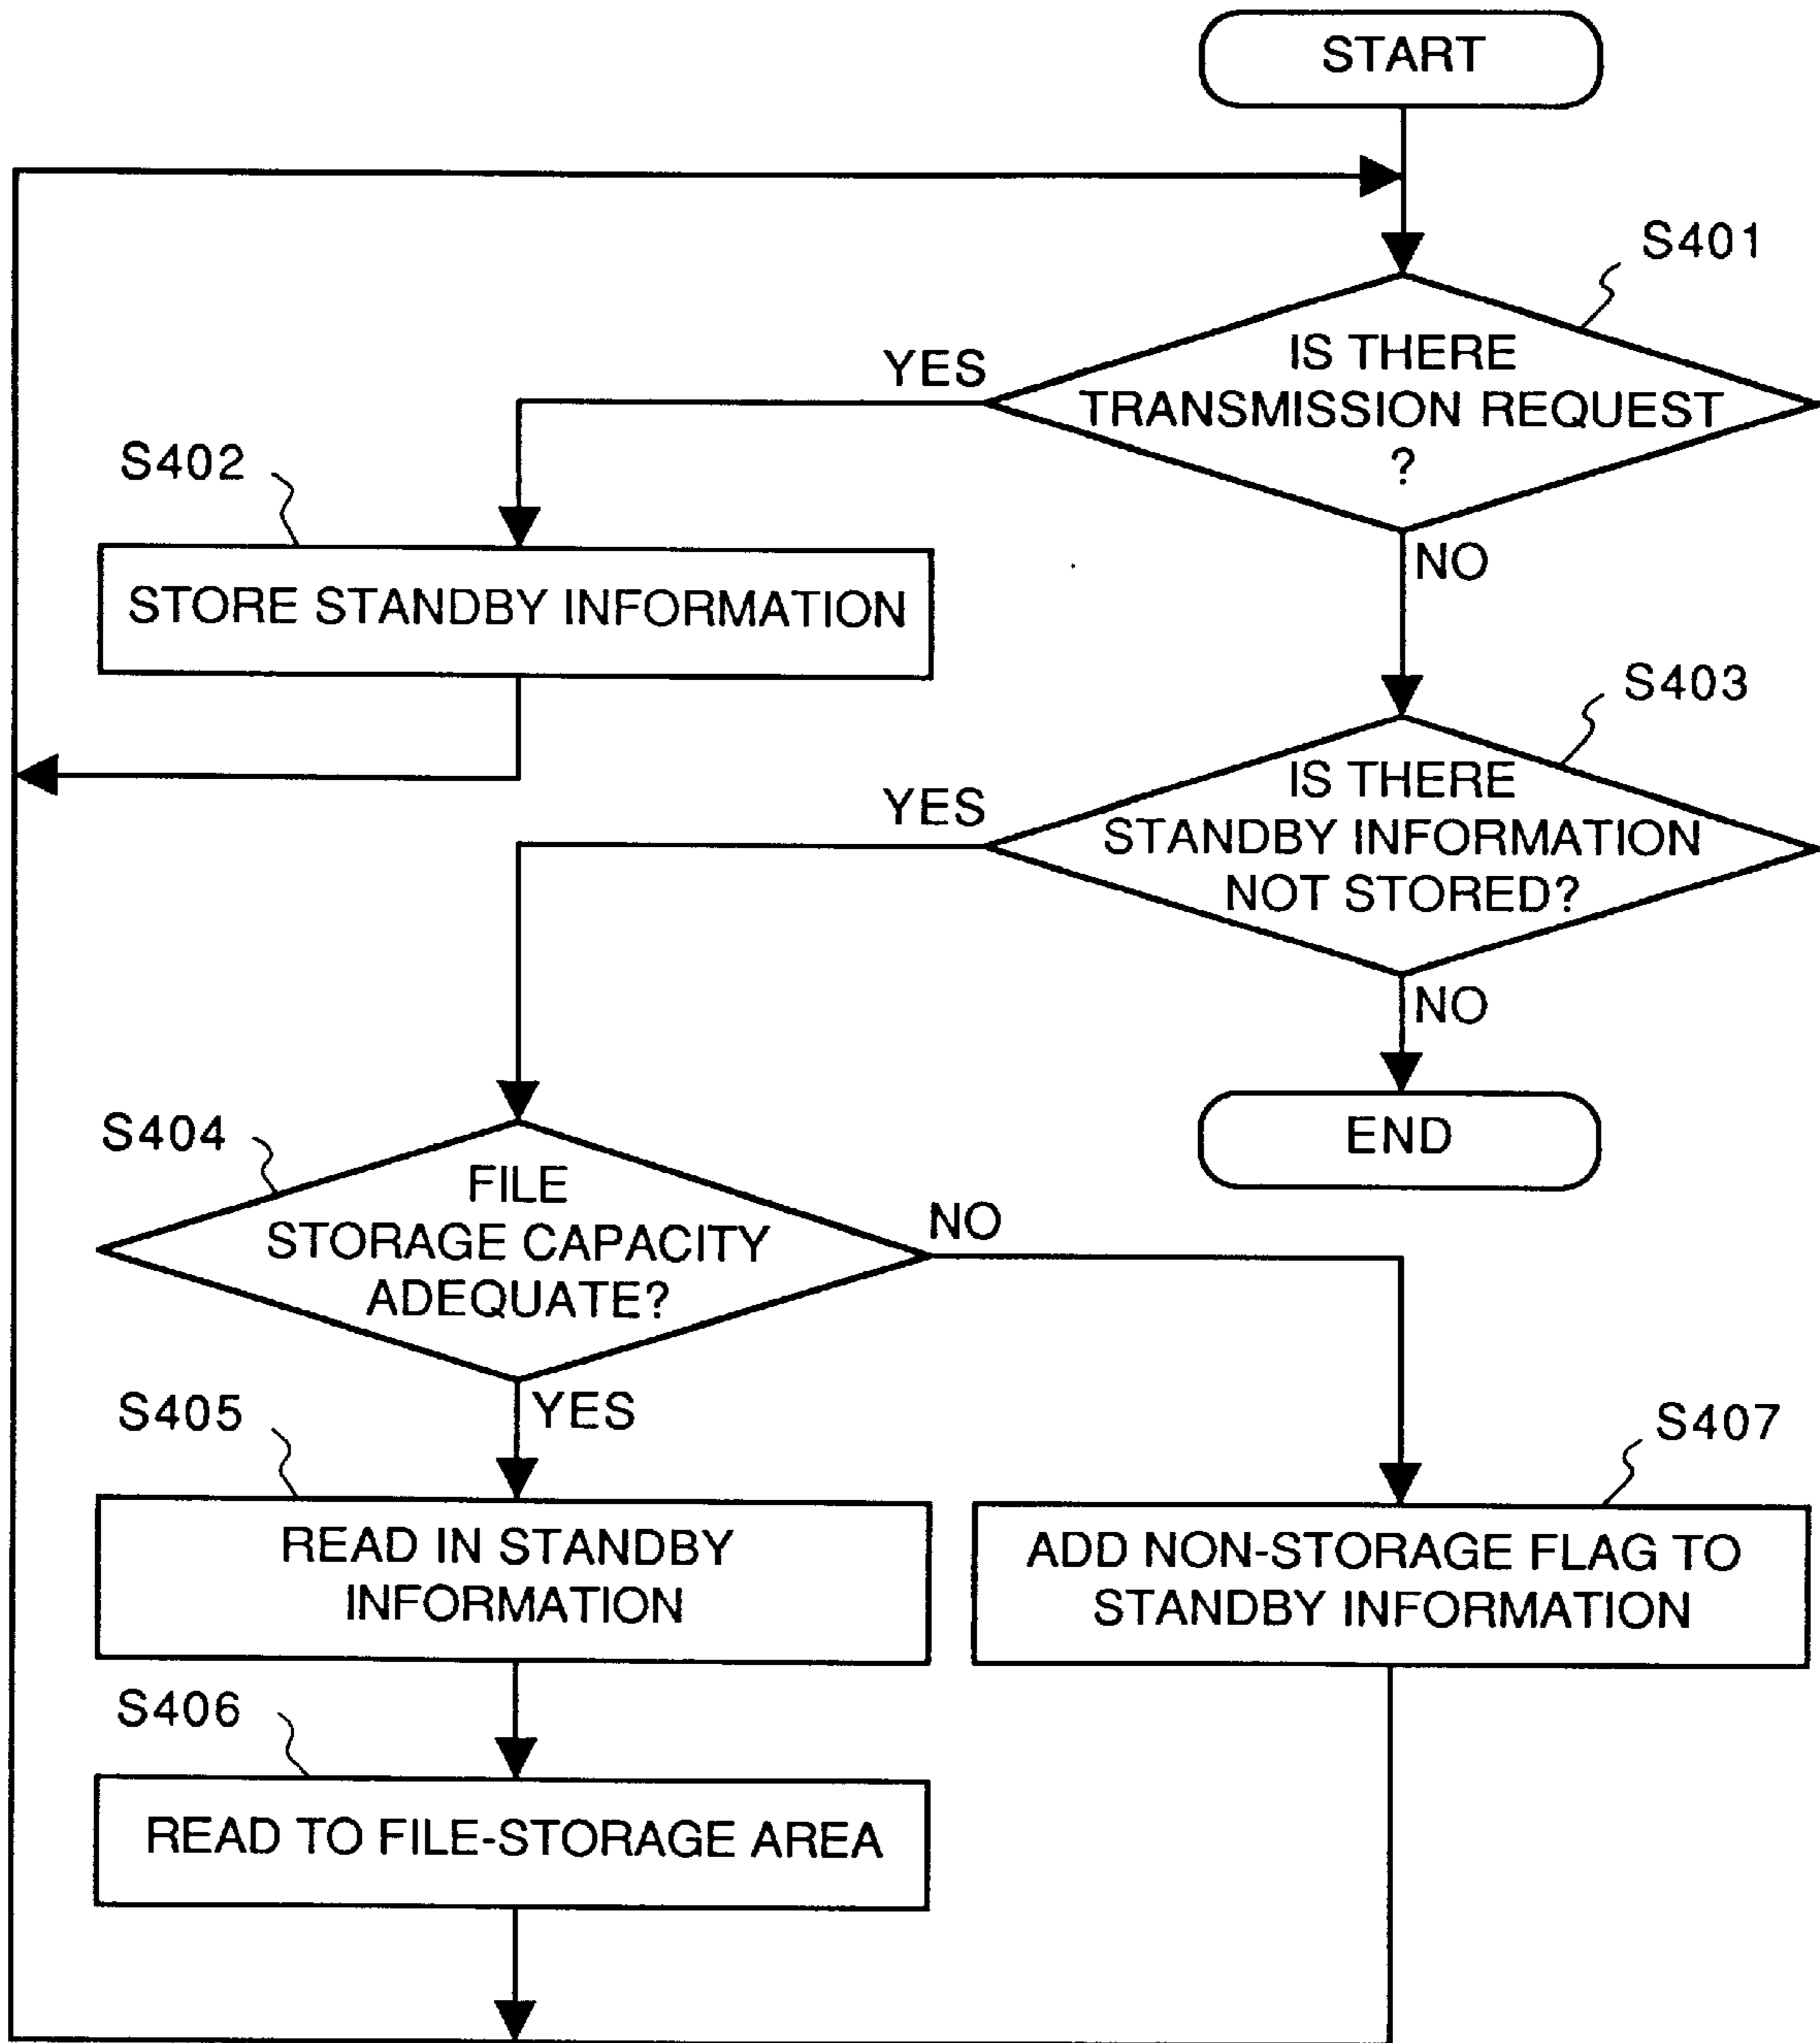 START
S401
IS THERE
TRANSMISSION REQUEST
?
YES
NO
S402
STORE STANDBY INFORMATION
S403
IS THERE
STANDBY INFORMATION
NOT STORED?
YES
NO
END
S404
FILE
STORAGE CAPACITY
ADEQUATE?
NO
YES
S405
READ IN STANDBY
INFORMATION
S407
ADD NON-STORAGE FLAG TO
STANDBY INFORMATION
S406
READ TO FILE-STORAGE AREA